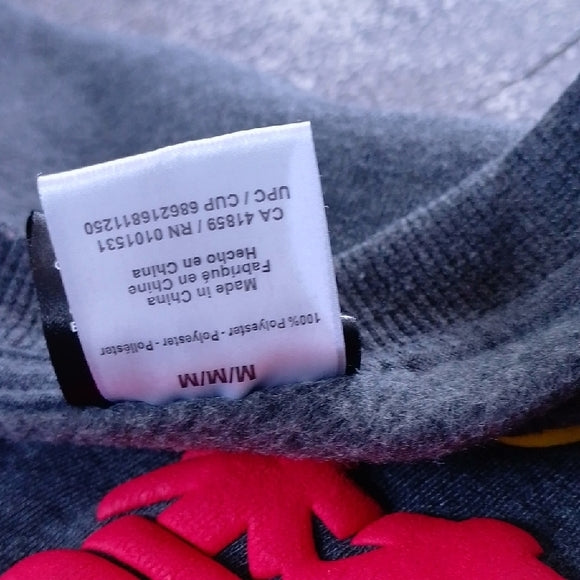 M/M/M
100% Polyester - Polyester - Poliéster
Made in China
Fabriqué en Chine
Hecho en China
CA 41859 / RN 0101531
UPC / CUP 686216811250